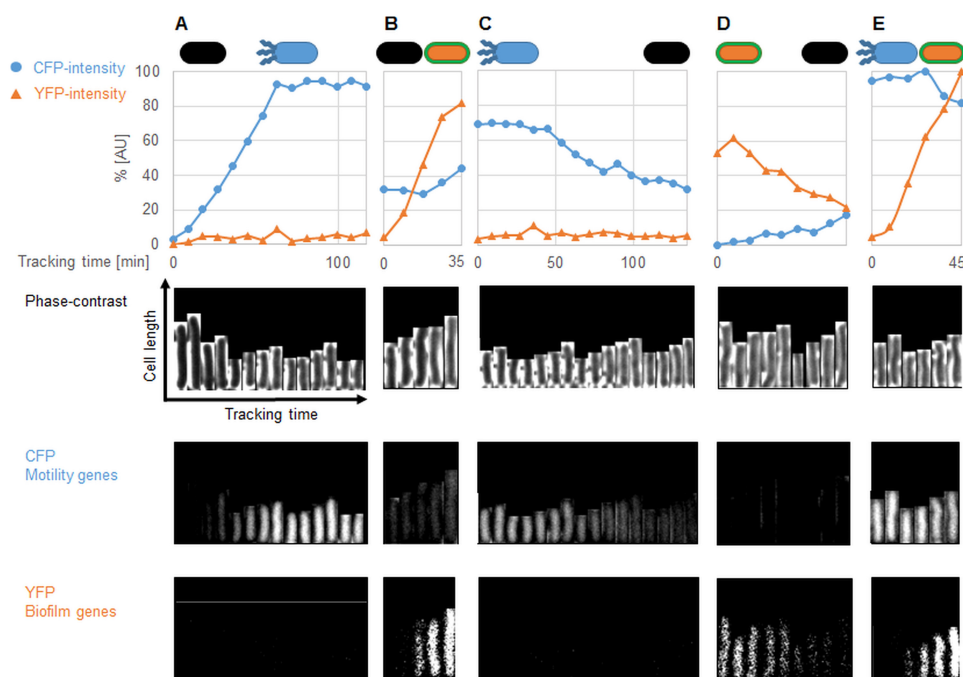 A B C D E
CFP-intensity
YFP-intensity
100
80
60
40
20
0
% [AU]
Tracking time [min] 0 100 0 35 0 50 100 0 0 45
Phase-contrast
Cell length
Tracking time
CFP
Motility genes
YFP
Biofilm genes